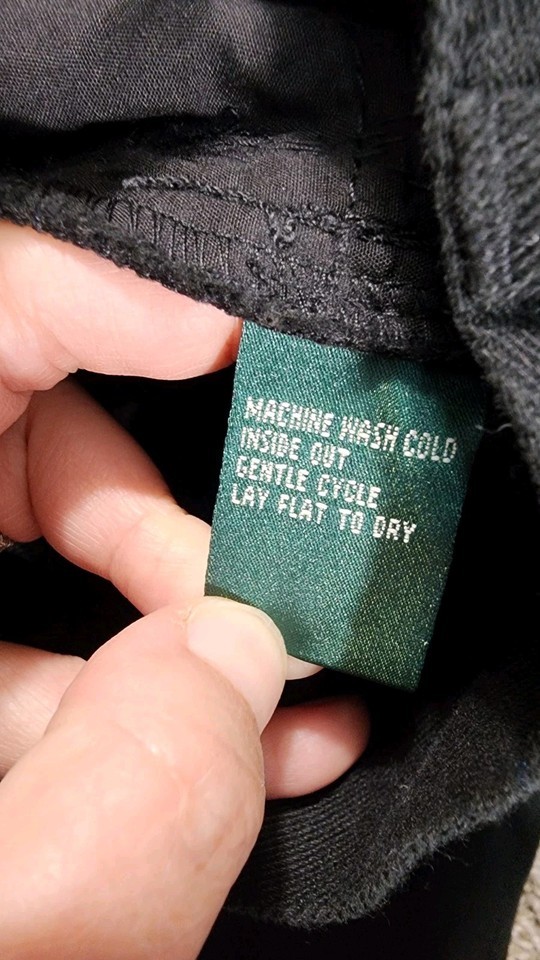 MACHINE WASH COLD
INSIDE OUT
GENTLE CYCLE
LAY FLAT TO DRY